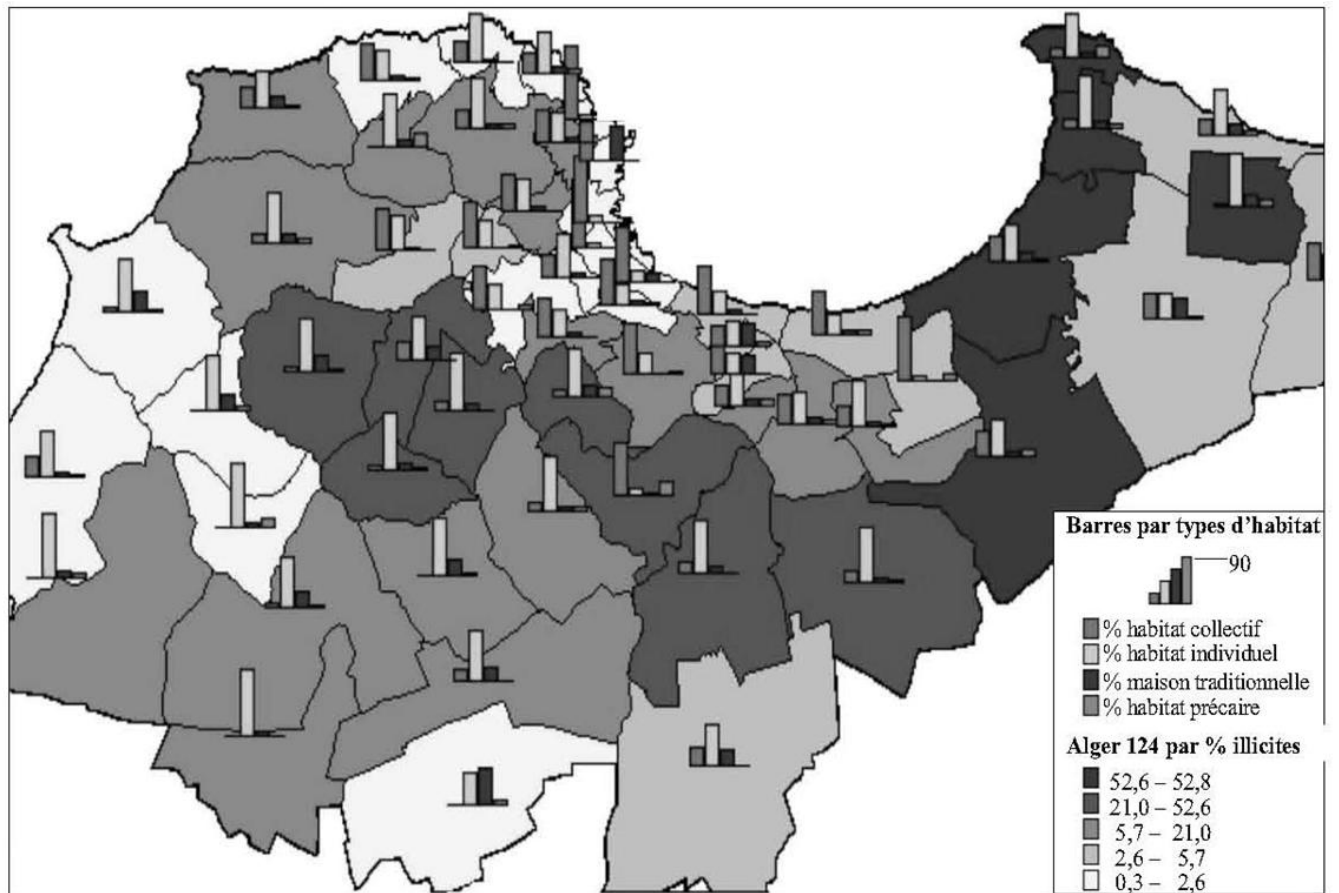 Barres par types d'habitat
90
% habitat collectif
% habitat individuel
% maison traditionnelle
% habitat précaire
Alger 124 par % illicites
52,6 – 52,8
21,0 – 52,6
5,7 – 21,0
2,6 – 5,7
0,3 – 2,6